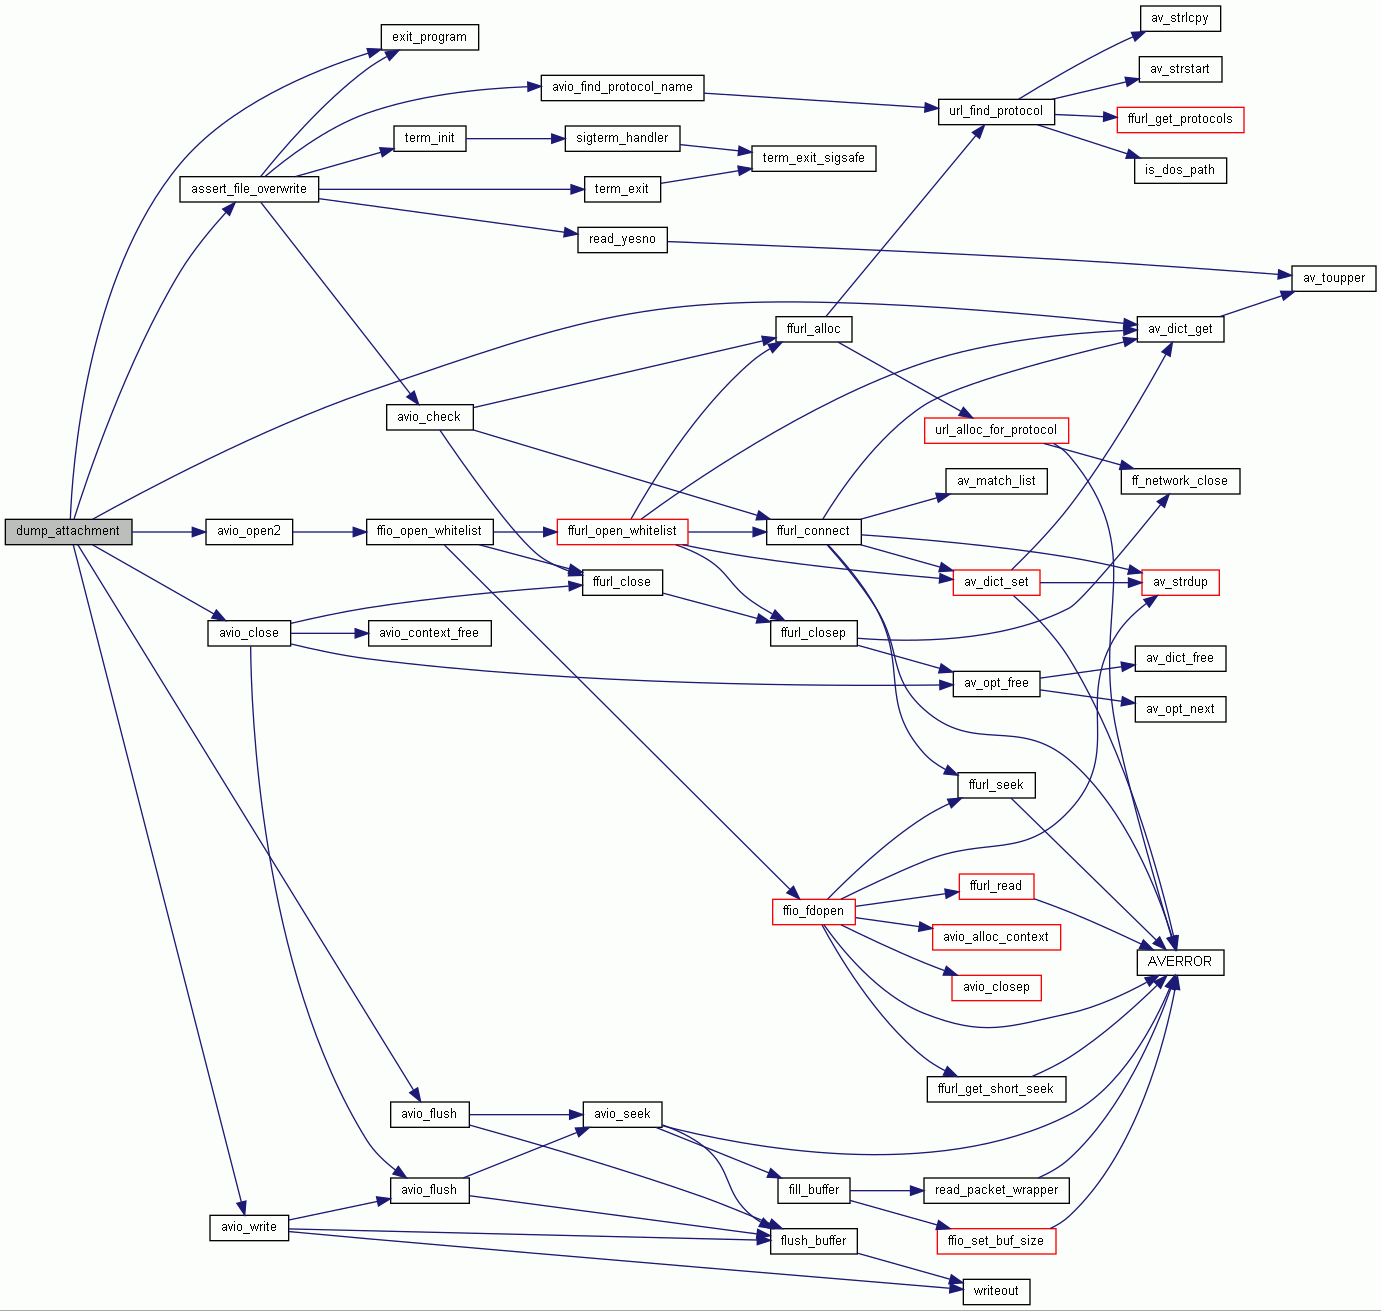 av_strlcpy
exit_program
av_strstart
avio_find_protocol_name
url_find_protocol
ffurl_get_protocols
term_init
sigterm_handler
term_exit_sigsafe
is_dos_path
assert_file_overwrite
term_exit
read_yesno
av_toupper
ffurl_alloc
av_dict_get
avio_check
url_alloc_for_protocol
av_match_list
ff_network_close
dump_attachment
avio_open2
ffio_open_whitelist
ffurl_open_whitelist
ffurl_connect
ffurl_close
av_dict_set
av_strdup
avio_close
avio_context_free
ffurl_closep
av_dict_free
av_opt_free
av_opt_next
ffurl_seek
ffurl_read
ffio_fdopen
avio_alloc_context
AVERROR
avio_closep
ffurl_get_short_seek
avio_flush
avio_seek
avio_flush
fill_buffer
read_packet_wrapper
avio_write
flush_buffer
ffio_set_buf_size
writeout